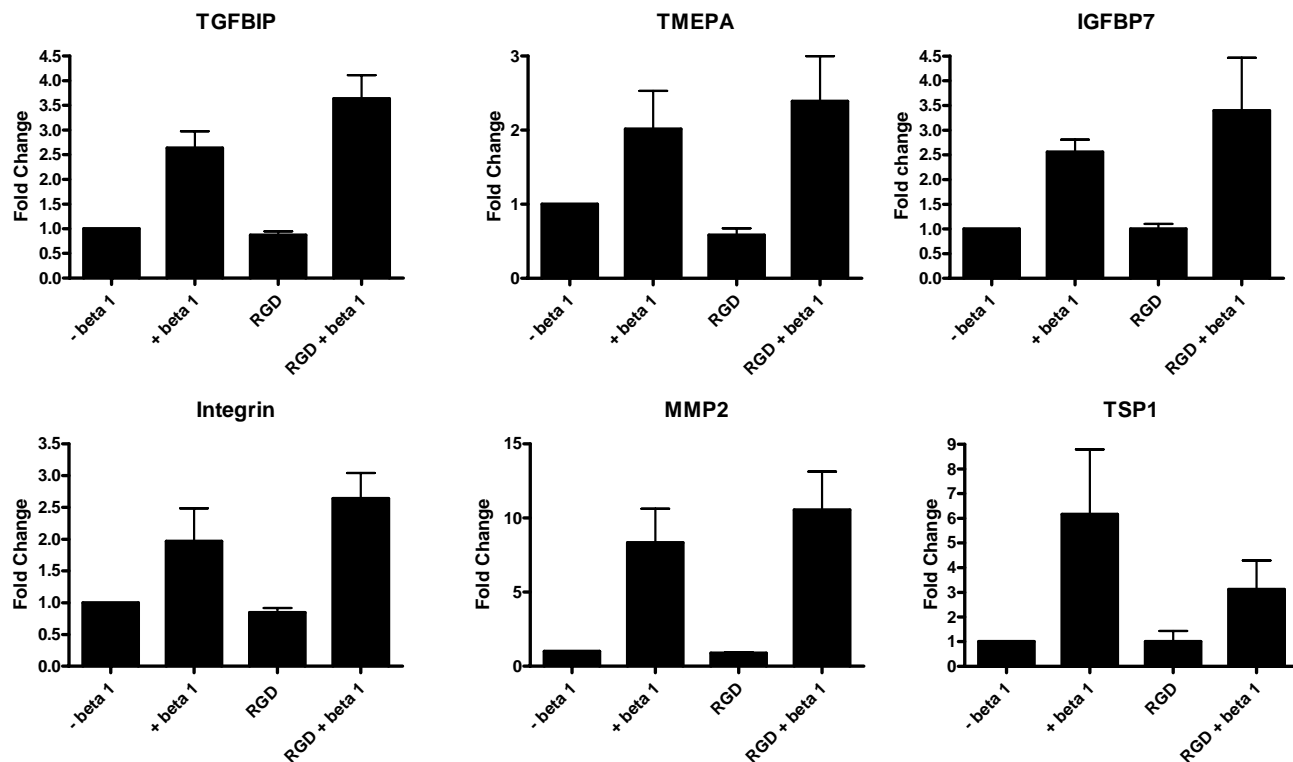 TGFBIP
Fold Change
4.5
4.0
3.5
3.0
2.5
2.0
1.5
1.0
0.5
0.0
- beta 1
+ beta 1
RGD
RGD + beta 1
TMEPA
Fold Change
3
2
1
0
- beta 1
+ beta 1
RGD
RGD + beta 1
IGFBP7
Fold change
4.5
4.0
3.5
3.0
2.5
2.0
1.5
1.0
0.5
0.0
- beta 1
+ beta 1
RGD
RGD + beta 1
Integrin
Fold Change
3.5
3.0
2.5
2.0
1.5
1.0
0.5
0.0
- beta 1
+ beta 1
RGD
RGD + beta 1
MMP2
Fold Change
15
10
5
0
- beta 1
+ beta 1
RGD
RGD + beta 1
TSP1
Fold Change
9
8
7
6
5
4
3
2
1
0
- beta 1
+ beta 1
RGD
RGD + beta 1